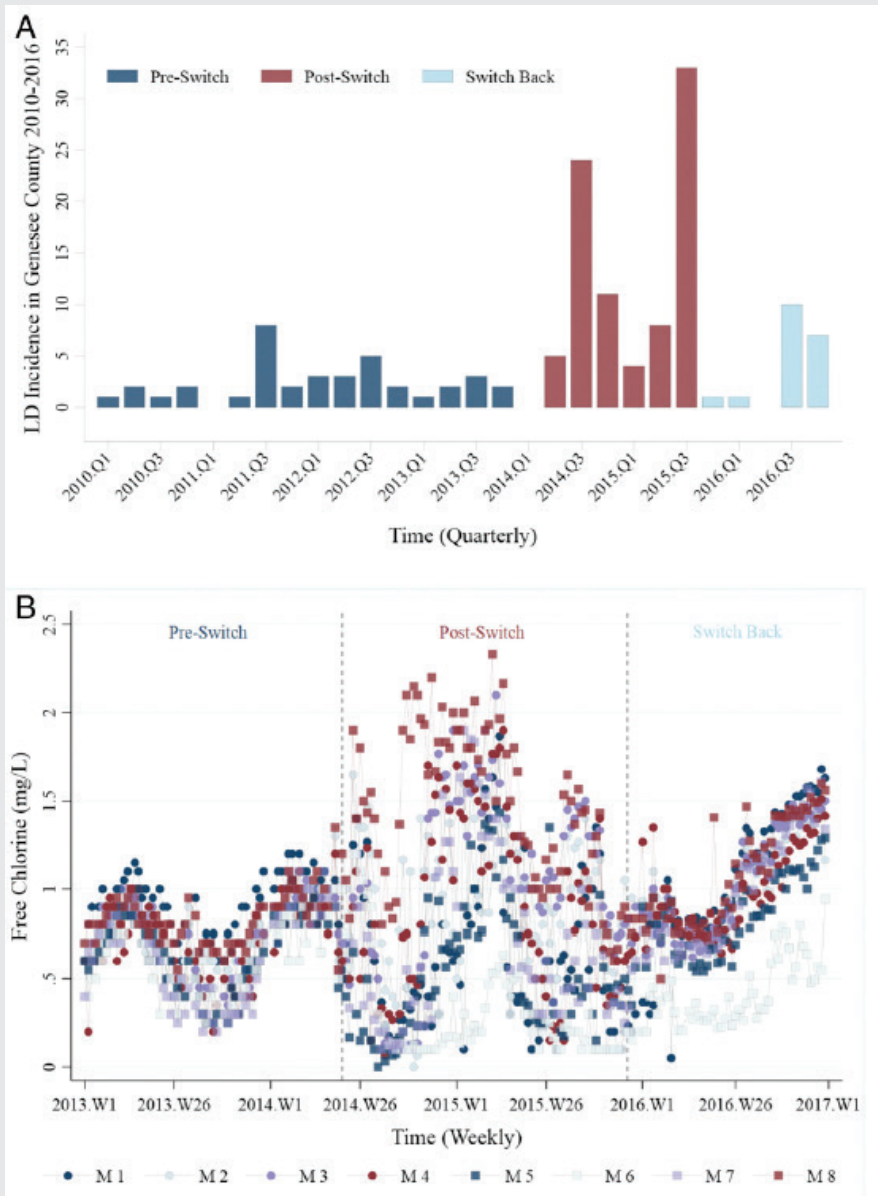 A
LD Incidence in Genesee County 2010-2016
35
30
25
20
15
10
5
0
Pre-Switch Post-Switch Switch Back
2010.Q1 2010.Q3 2011.Q1 2011.Q3 2012.Q1 2012.Q3 2013.Q1 2013.Q3 2014.Q1 2014.Q3 2015.Q1 2015.Q3 2016.Q1 2016.Q3
Time (Quarterly)
B
Free Chlorine (mg/L)
2.5
2
1.5
1
.5
0
Pre-Switch Post-Switch Switch Back
2013.W1 2013.W26 2014.W1 2014.W26 2015.W1 2015.W26 2016.W1 2016.W26 2017.W1
Time (Weekly)
M 1 M 2 M 3 M 4 M 5 M 6 M 7 M 8